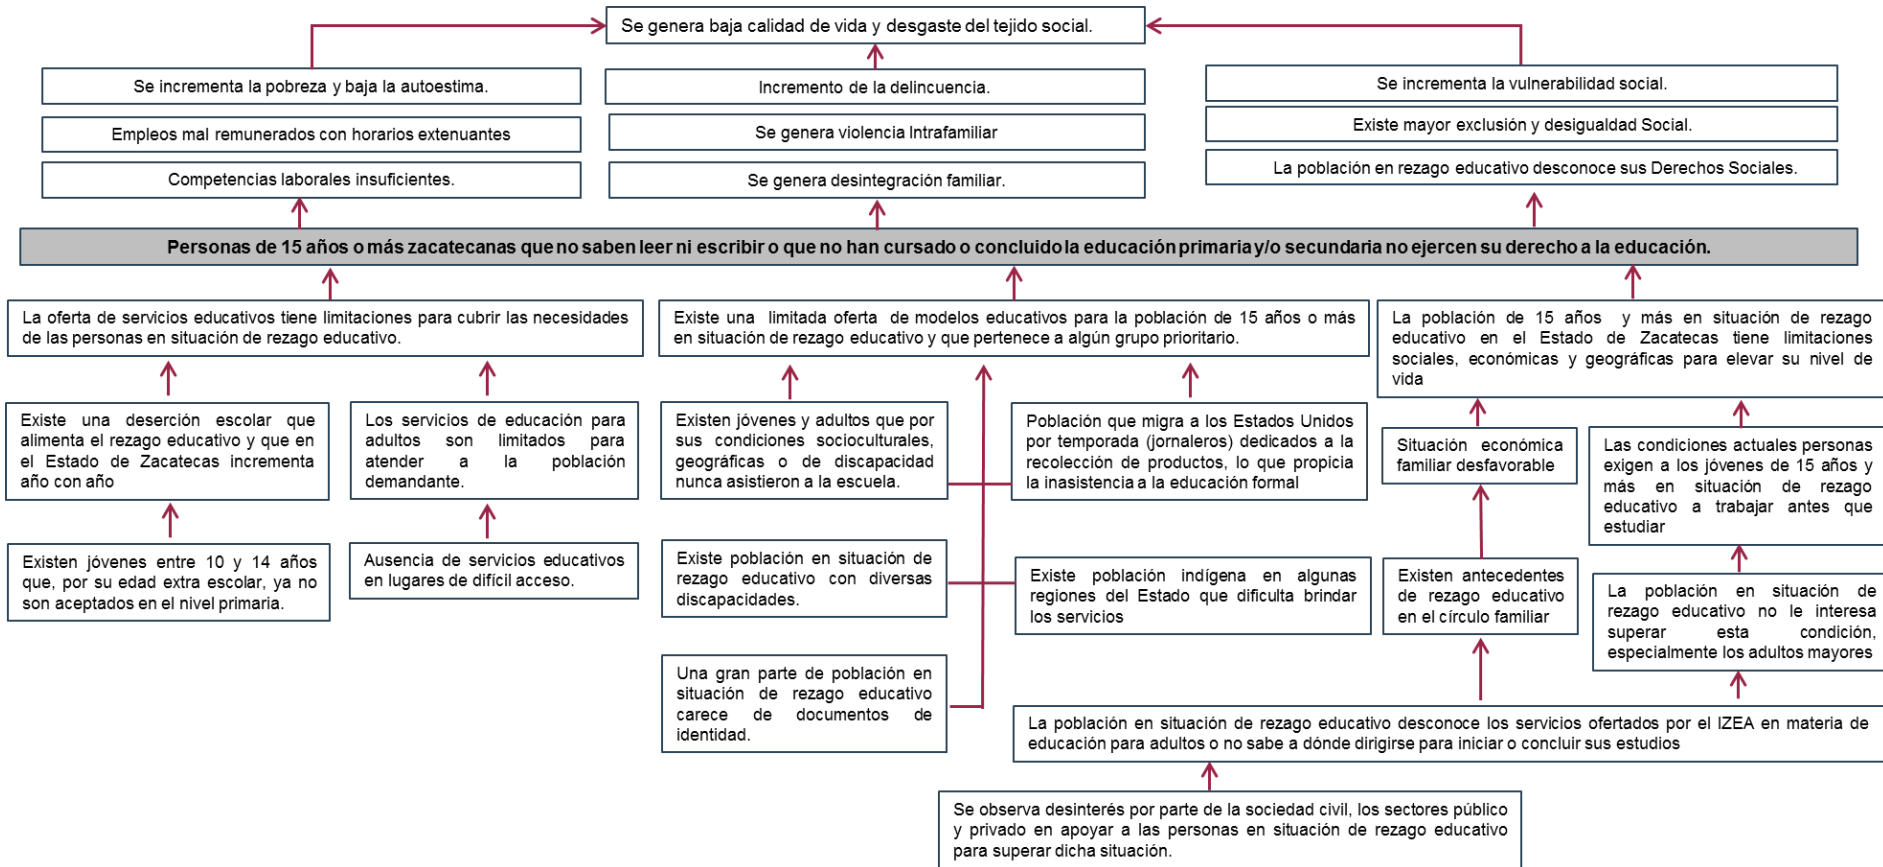 Se genera baja calidad de vida y desgaste del tejido social.
Se incrementa la pobreza y baja la autoestima.
Incremento de la delincuencia.
Se incrementa la vulnerabilidad social.
Empleos mal remunerados con horarios extenuantes
Se genera violencia Intrafamiliar
Existe mayor exclusión y desigualdad Social.
Competencias laborales insuficientes.
Se genera desintegración familiar.
La población en rezago educativo desconoce sus Derechos Sociales.
Personas de 15 años o más zacatecanas que no saben leer ni escribir o que no han cursado o concluido la educación primaria y/o secundaria no ejercen su derecho a la educación.
La oferta de servicios educativos tiene limitaciones para cubrir las necesidades
de las personas en situación de rezago educativo.
Existe una limitada oferta de modelos educativos para la población de 15 años o más
en situación de rezago educativo y que pertenece a algún grupo prioritario.
La población de 15 años y más en situación de rezago
educativo en el Estado de Zacatecas tiene limitaciones
sociales, económicas y geográficas para elevar su nivel de
vida
Existe una deserción escolar que
alimenta el rezago educativo y que en
el Estado de Zacatecas incrementa
año con año
Los servicios de educación para
adultos son limitados para
atender a la población
demandante.
Existen jóvenes y adultos que por
sus condiciones socioculturales,
geográficas o de discapacidad
nunca asistieron a la escuela.
Población que migra a los Estados Unidos
por temporada (jornaleros) dedicados a la
recolección de productos, lo que propicia
la inasistencia a la educación formal
Situación económica
familiar desfavorable
Las condiciones actuales personas
exigen a los jóvenes de 15 años y
más en situación de rezago
educativo a trabajar antes que
estudiar
Existen jóvenes entre 10 y 14 años
que, por su edad extra escolar, ya no
son aceptados en el nivel primaria.
Ausencia de servicios educativos
en lugares de difícil acceso.
Existe población en situación de
rezago educativo con diversas
discapacidades.
Existe población indígena en algunas
regiones del Estado que dificulta brindar
los servicios
Existen antecedentes
de rezago educativo
en el círculo familiar
La población en situación de
rezago educativo no le interesa
superar esta condición,
especialmente los adultos mayores
Una gran parte de población en
situación de rezago educativo
carece de documentos de
identidad.
La población en situación de rezago educativo desconoce los servicios ofertados por el IZEA en materia de
educación para adultos o no sabe a dónde dirigirse para iniciar o concluir sus estudios
Se observa desinterés por parte de la sociedad civil, los sectores público
y privado en apoyar a las personas en situación de rezago educativo
para superar dicha situación.